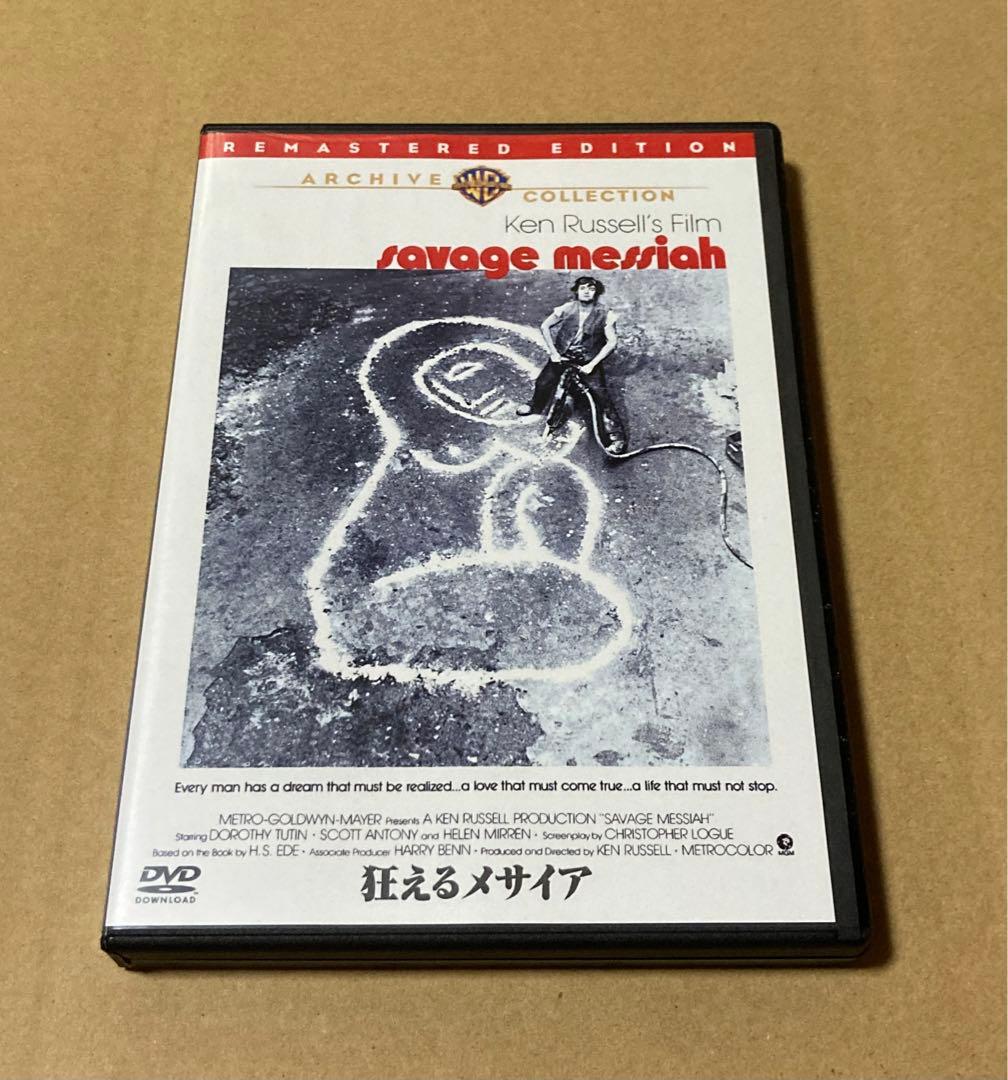 REMASTERED EDITION
ARCHIVE WB COLLECTION
Ken Russell's Film
savage messiah
Every man has a dream that must be realized...a love that must come true...a life that must not stop.
METRO-GOLDWYN-MAYER Presents A KEN RUSSELL PRODUCTION "SAVAGE MESSIAH"
Starring DOROTHY TUTIN · SCOTT ANTONY and HELEN MIRREN · Screenplay by CHRISTOPHER LOGUE
Based on the Book by H.S. EDE · Associate Producer HARRY BENN · Produced and Directed by KEN RUSSELL · METROCOLOR MGM
DVD
DOWNLOAD
狂えるメサイア